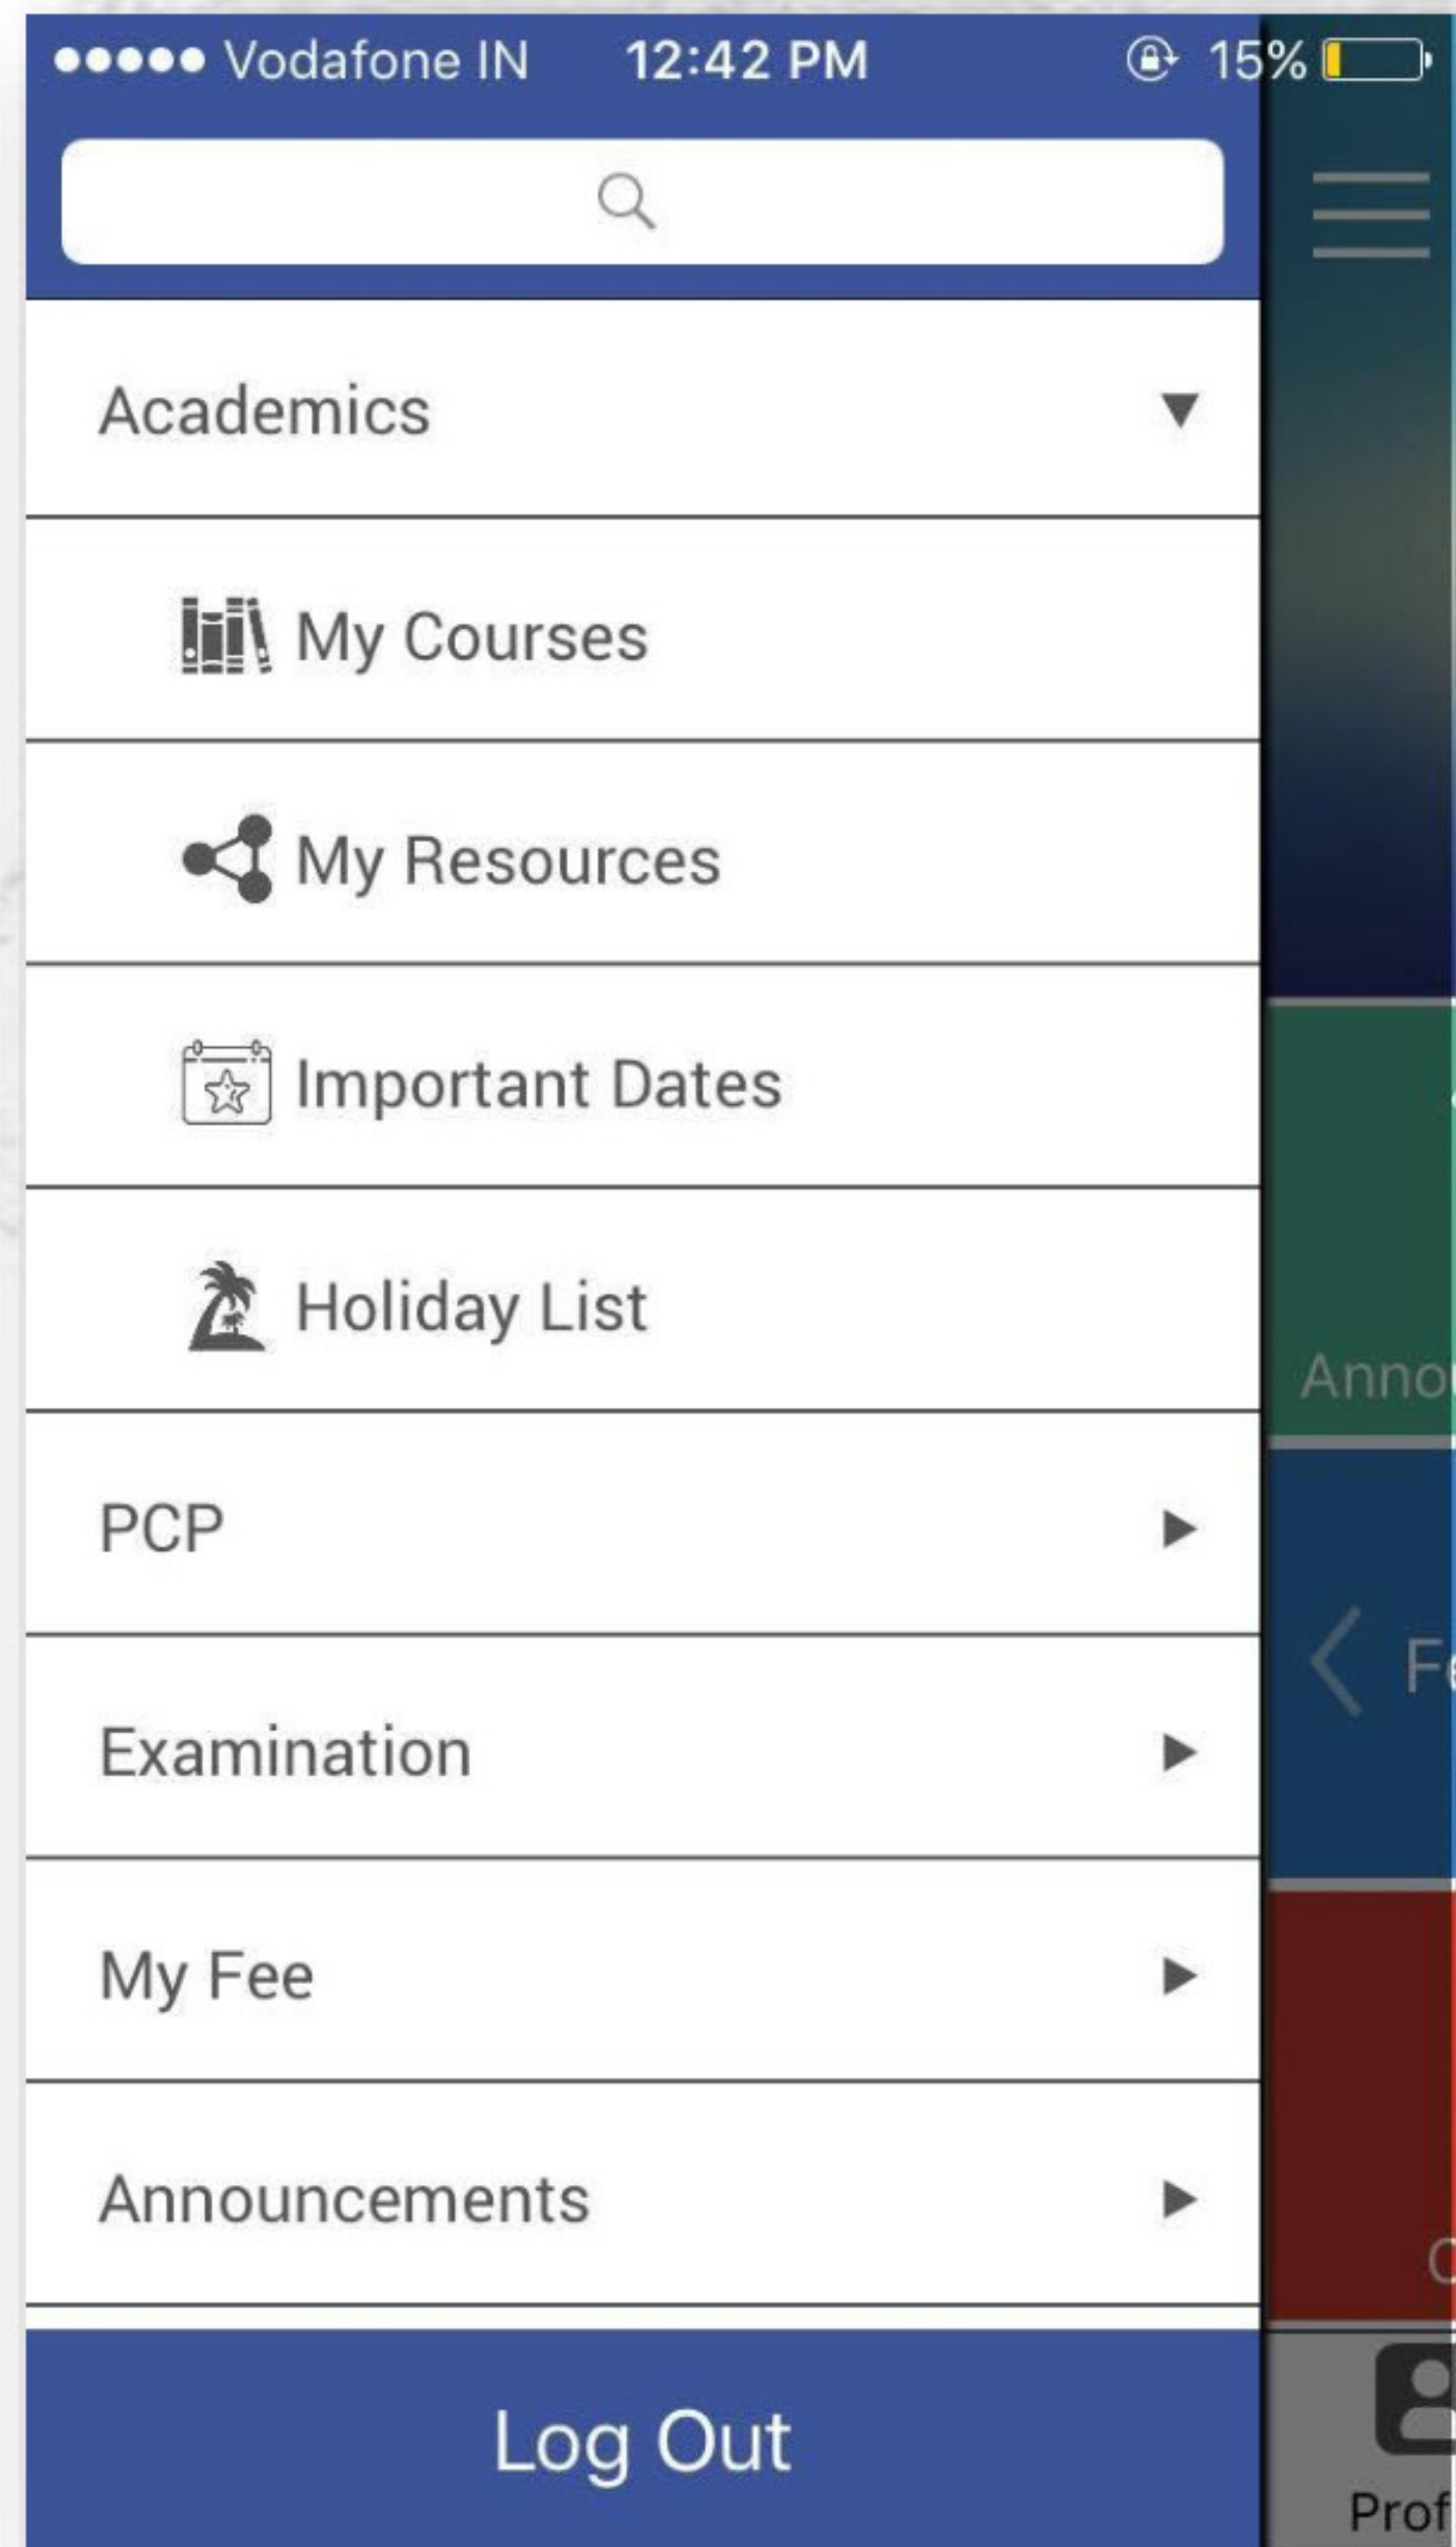 Vodafone IN 12:42 PM 15%
Academics
My Courses
My Resources
Important Dates
Holiday List
PCP
Examination
My Fee
Announcements
Log Out